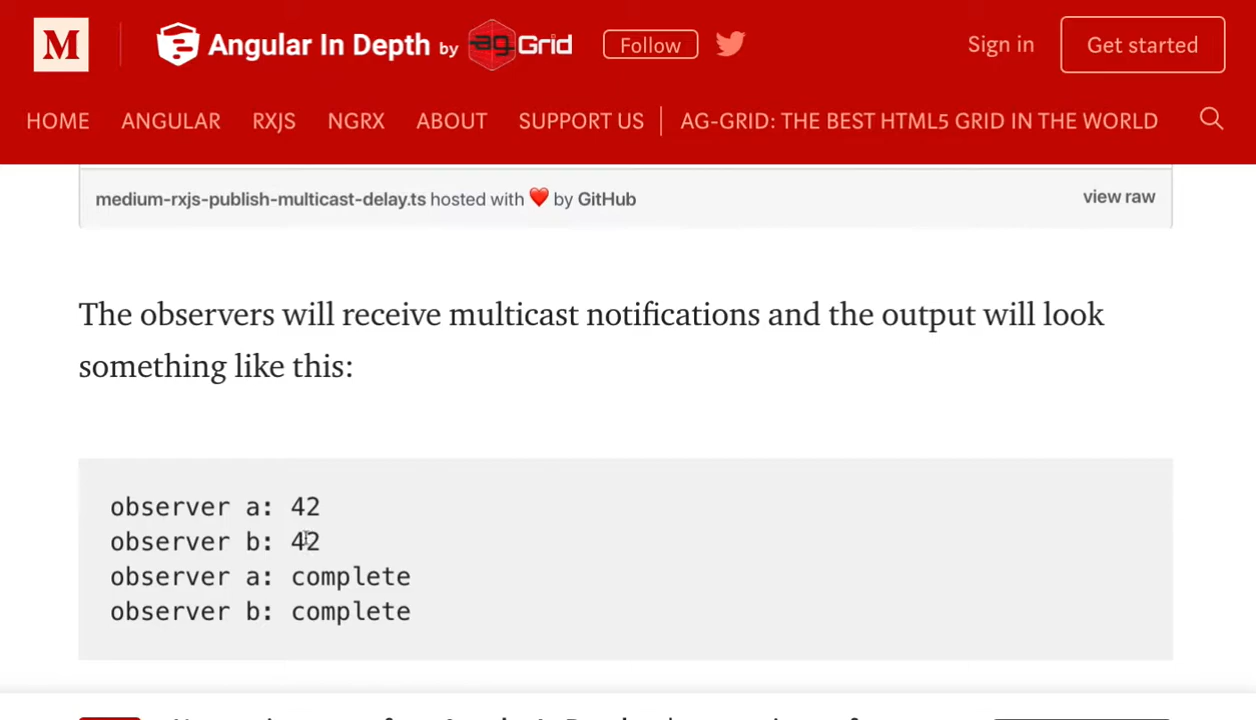 M Angular In Depth by ag Grid Follow Sign in Get started
HOME ANGULAR RXJS NGRX ABOUT SUPPORT US AG-GRID: THE BEST HTML5 GRID IN THE WORLD
medium-rxjs-publish-multicast-delay.ts hosted with ❤ by GitHub view raw
The observers will receive multicast notifications and the output will look
something like this:
observer a: 42
observer b: 42
observer a: complete
observer b: complete